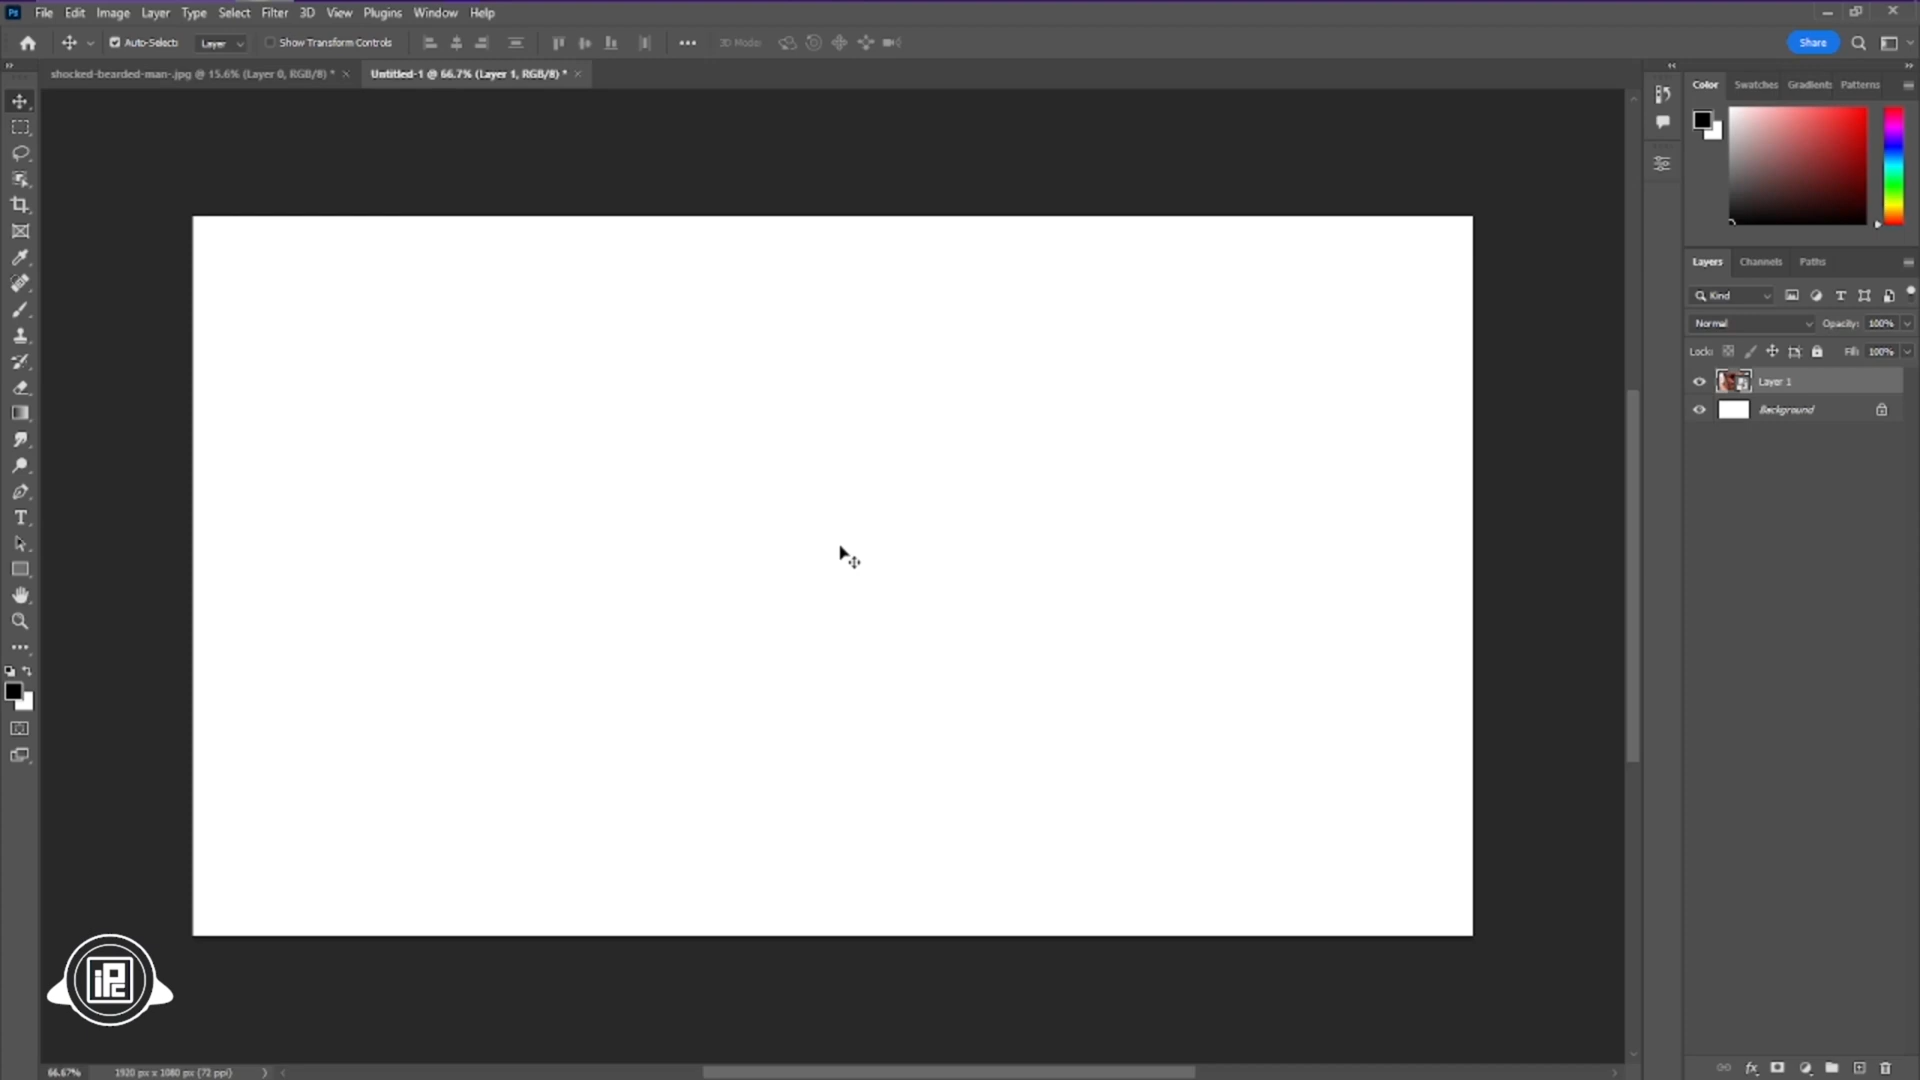 Ps File Edit Image Layer Type Select Filter 3D View Plugins Window Help
Auto-Select: Layer Show Transform Controls 3D Mode: Share
shocked-bearded-man-.jpg @ 15.6% (Layer 0, RGB/8) * × Untitled-1 @ 66.7% (Layer 1, RGB/8) * ×
Color Swatches Gradients Patterns
Layers Channels Paths
Kind
Normal Opacity: 100%
Lock: Fill: 100%
Layer 1
Background
iPc
66.67% 1920 px x 1080 px (72 ppi)